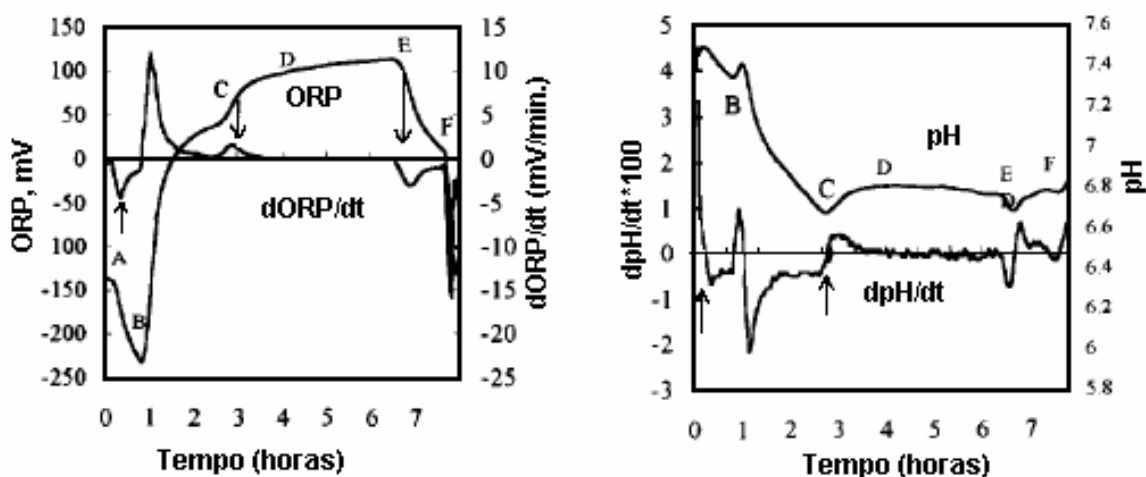 150
100
50
0
-50
-100
-150
-200
-250
ORP, mV
15
10
5
0
-5
-10
-15
-20
-25
dORP/dt (mV/min.)
A
B
C
D
E
F
ORP
dORP/dt
0 1 2 3 4 5 6 7
Tempo (horas)
5
4
3
2
1
0
-1
-2
-3
dpH/dt*100
7.6
7.4
7.2
7
6.8
6.6
6.4
6.2
6
5.8
pH
B
C
D
E
F
pH
dpH/dt
0 1 2 3 4 5 6 7
Tempo (horas)